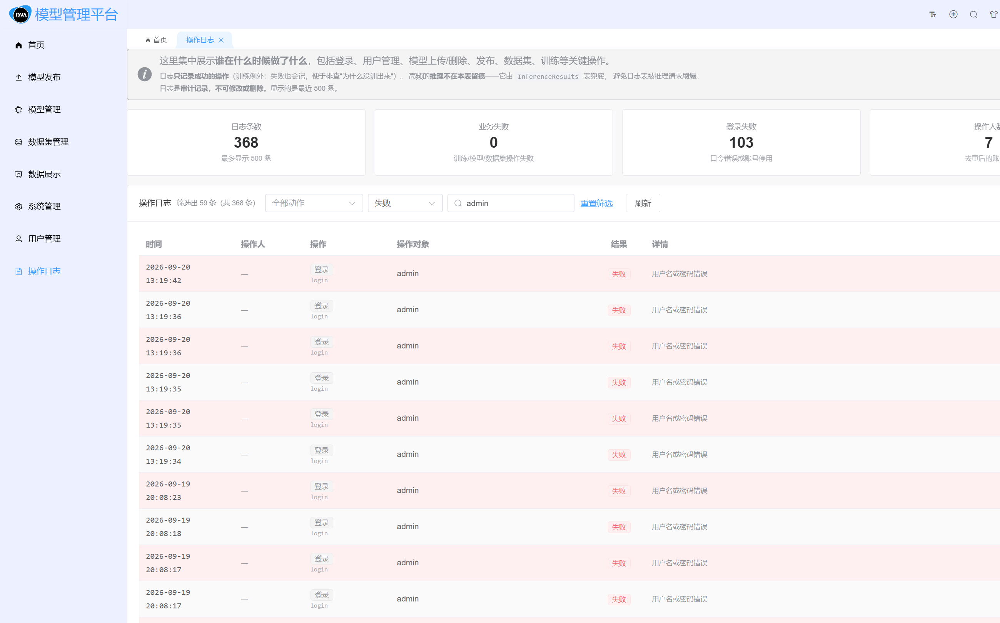 DVA 模型管理平台
首页
模型发布
模型管理
数据集管理
数据展示
系统管理
用户管理
操作日志
首页 操作日志
这里集中展示谁在什么时候做了什么，包括登录、用户管理、模型上传/删除、发布、数据集、训练等关键操作。
日志只记录成功的操作（训练例外：失败也会记，便于排查"为什么没训出来"）。 高频的推理不在本表留痕——它由 InferenceResults 表兜底， 避免日志表被推理请求刷爆。
日志是审计记录，不可修改或删除。显示的是最近 500 条。
日志条数
368
最多显示 500 条
业务失败
0
训练/模型/数据集操作失败
登录失败
103
口令错误或账号停用
操作人数
7
去重后的账
操作日志 筛选出 59 条（共 368 条） 全部动作 失败 admin 重置筛选 刷新
时间 操作人 操作 操作对象 结果 详情
2026-09-20 13:19:42 — 登录 login admin 失败 用户名或密码错误
2026-09-20 13:19:36 — 登录 login admin 失败 用户名或密码错误
2026-09-20 13:19:36 — 登录 login admin 失败 用户名或密码错误
2026-09-20 13:19:35 — 登录 login admin 失败 用户名或密码错误
2026-09-20 13:19:35 — 登录 login admin 失败 用户名或密码错误
2026-09-20 13:19:34 — 登录 login admin 失败 用户名或密码错误
2026-09-19 20:08:23 — 登录 login admin 失败 用户名或密码错误
2026-09-19 20:08:18 — 登录 login admin 失败 用户名或密码错误
2026-09-19 20:08:17 — 登录 login admin 失败 用户名或密码错误
2026-09-19 20:08:17 — 登录 login admin 失败 用户名或密码错误